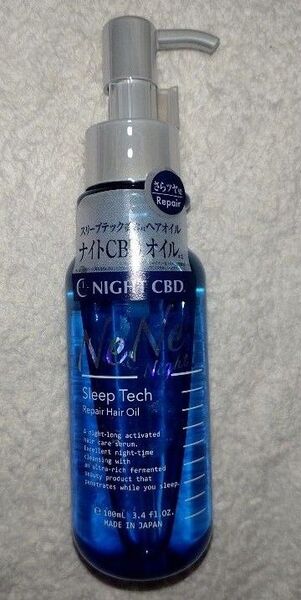 さらツヤ
Repair
スリープテック ヘアオイル
ナイトCBDオイル
NIGHT CBD
NeNe
Night
Sleep Tech
Repair Hair Oil
A night-long activated
hair care serum.
Excellent night-time
cleansing with
an ultra-rich fermented
beauty product that
penetrates while you sleep.
e 100mL 3.4 fl.oz.
MADE IN JAPAN